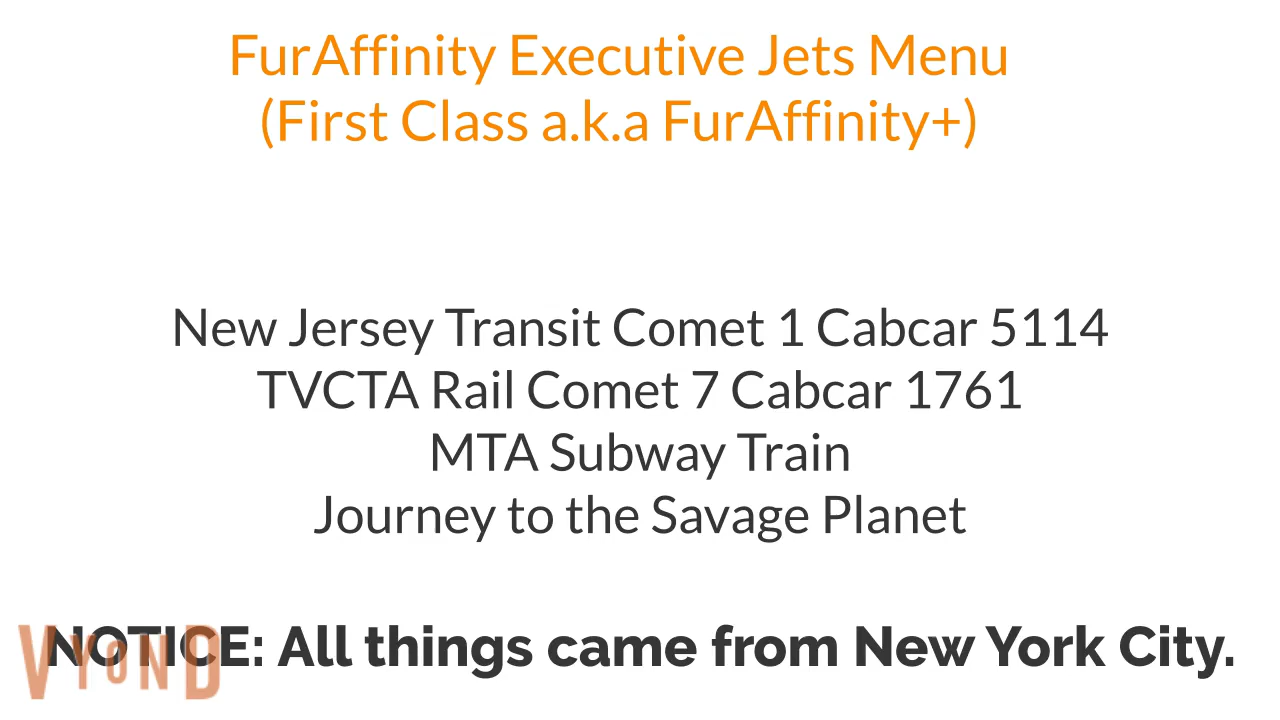 FurAffinity Executive Jets Menu
(First Class a.k.a FurAffinity+)
New Jersey Transit Comet 1 Cabcar 5114
TVCTA Rail Comet 7 Cabcar 1761
MTA Subway Train
Journey to the Savage Planet
NOTICE: All things came from New York City.
VYOND